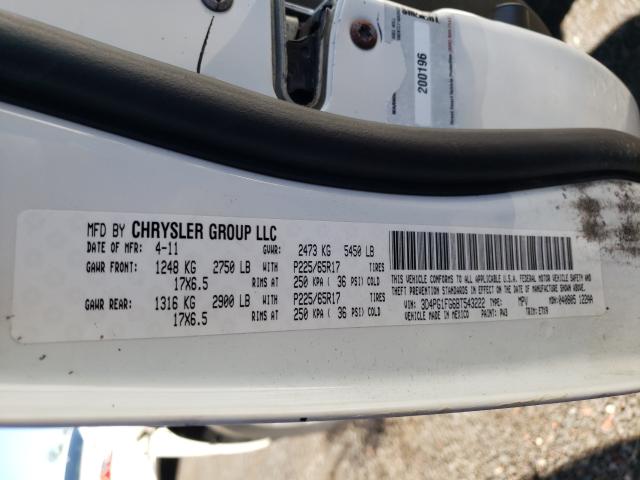 200196
MFD BY CHRYSLER GROUP LLC
DATE OF MFR: 4-11 GVWR: 2473 KG 5450 LB
GAWR FRONT: 1248 KG 2750 LB WITH P225/65R17 TIRES
17X6.5 RIMS AT 250 KPA ( 36 PSI) COLD
GAWR REAR: 1316 KG 2900 LB WITH P225/65R17 TIRES
17X6.5 RIMS AT 250 KPA ( 36 PSI) COLD
THIS VEHICLE CONFORMS TO ALL APPLICABLE U.S.A. FEDERAL MOTOR VEHICLE SAFETY AND
THEFT PREVENTION STANDARDS IN EFFECT ON THE DATE OF MANUFACTURE SHOWN ABOVE.
VIN: 3D4PG1FG6BT543222 TYPE: MPV MDH: 040805 122AA
VEHICLE MADE IN MEXICO PAINT: PW3 TRIM: